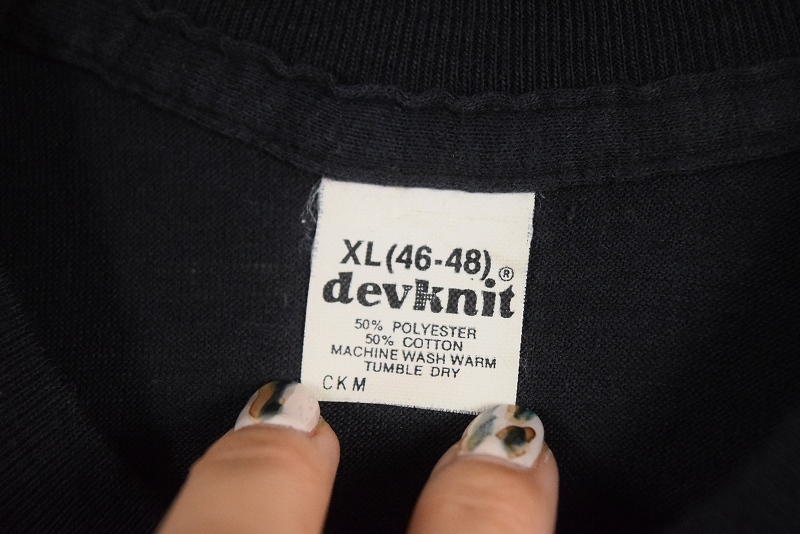 XL (46-48)
devknit®
50% POLYESTER
50% COTTON
MACHINE WASH WARM
TUMBLE DRY
CKM